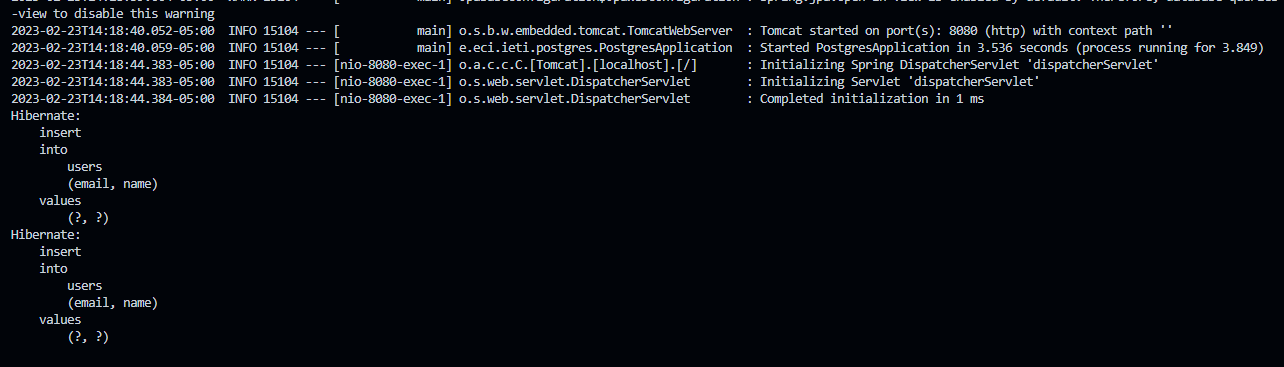 -view to disable this warning
2023-02-23T14:18:40.052-05:00  INFO 15104 --- [           main] o.s.b.w.embedded.tomcat.TomcatWebServer  : Tomcat started on port(s): 8080 (http) with context path ''
2023-02-23T14:18:40.059-05:00  INFO 15104 --- [           main] e.eci.ieti.postgres.PostgresApplication  : Started PostgresApplication in 3.536 seconds (process running for 3.849)
2023-02-23T14:18:44.383-05:00  INFO 15104 --- [nio-8080-exec-1] o.a.c.c.C.[Tomcat].[localhost].[/]       : Initializing Spring DispatcherServlet 'dispatcherServlet'
2023-02-23T14:18:44.383-05:00  INFO 15104 --- [nio-8080-exec-1] o.s.web.servlet.DispatcherServlet        : Initializing Servlet 'dispatcherServlet'
2023-02-23T14:18:44.384-05:00  INFO 15104 --- [nio-8080-exec-1] o.s.web.servlet.DispatcherServlet        : Completed initialization in 1 ms
Hibernate:
    insert
    into
        users
        (email, name)
    values
        (?, ?)
Hibernate:
    insert
    into
        users
        (email, name)
    values
        (?, ?)